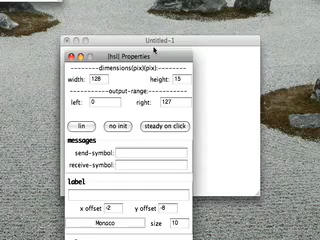 Untitled-1
|hsl| Properties
----------dimensions(pix)(pix):--------
width: 128 height: 15
-----------output-range:-----------
left: 0 right: 127
lin no init steady on click
messages
send-symbol:
receive-symbol:
label
x offset -2 y offset -8
Monaco size 10